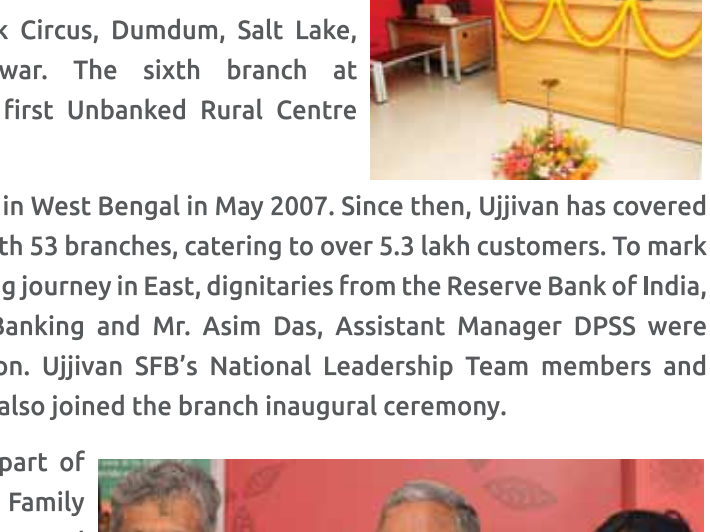 k Circus, Dumdum, Salt Lake,
war. The sixth branch at
first Unbanked Rural Centre
in West Bengal in May 2007. Since then, Ujjivan has covered
th 53 branches, catering to over 5.3 lakh customers. To mark
g journey in East, dignitaries from the Reserve Bank of India,
Banking and Mr. Asim Das, Assistant Manager DPSS were
on. Ujjivan SFB's National Leadership Team members and
also joined the branch inaugural ceremony.
part of
Family